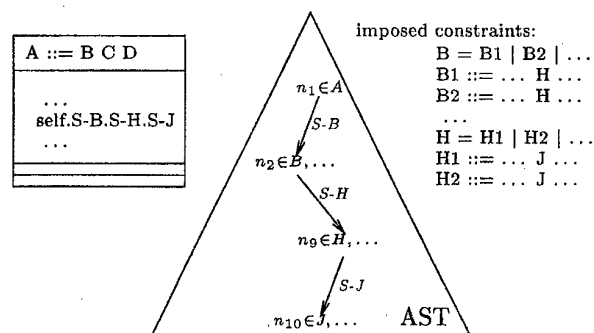 A ::= B C D
...
self.S-B.S-H.S-J
...
n₁∈A
S-B
n₂∈B,...
S-H
n₉∈H,...
S-J
n₁₀∈J,...
AST
imposed constraints:
B = B1 | B2 | ...
B1 ::= ... H ...
B2 ::= ... H ...
...
H = H1 | H2 | ...
H1 ::= ... J ...
H2 ::= ... J ...